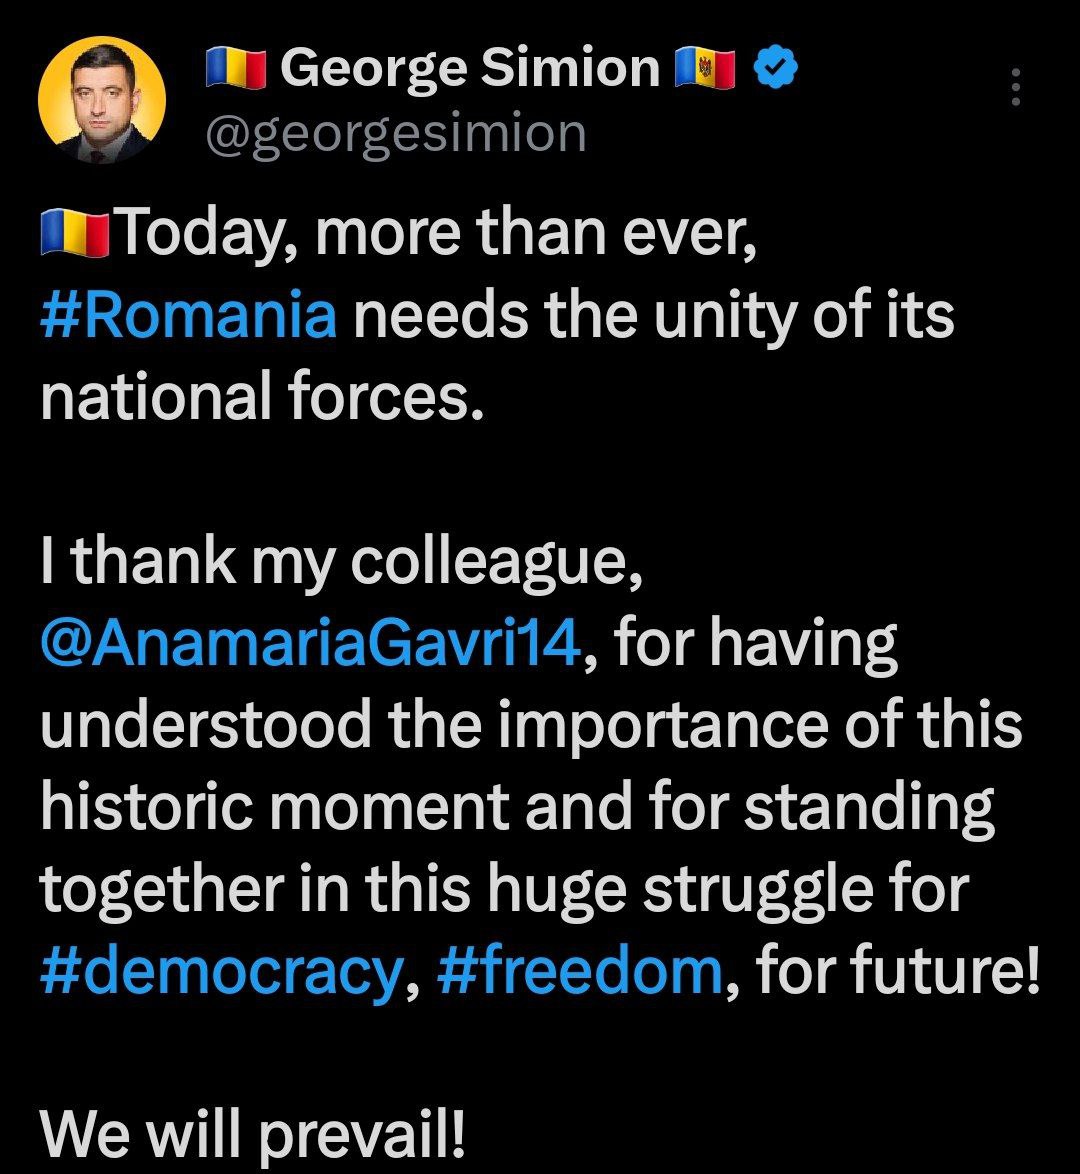 🇷🇴 George Simion 🇲🇩
@georgesimion
🇷🇴Today, more than ever,
#Romania needs the unity of its
national forces.
I thank my colleague,
@AnamariaGavri14, for having
understood the importance of this
historic moment and for standing
together in this huge struggle for
#democracy, #freedom, for future!
We will prevail!